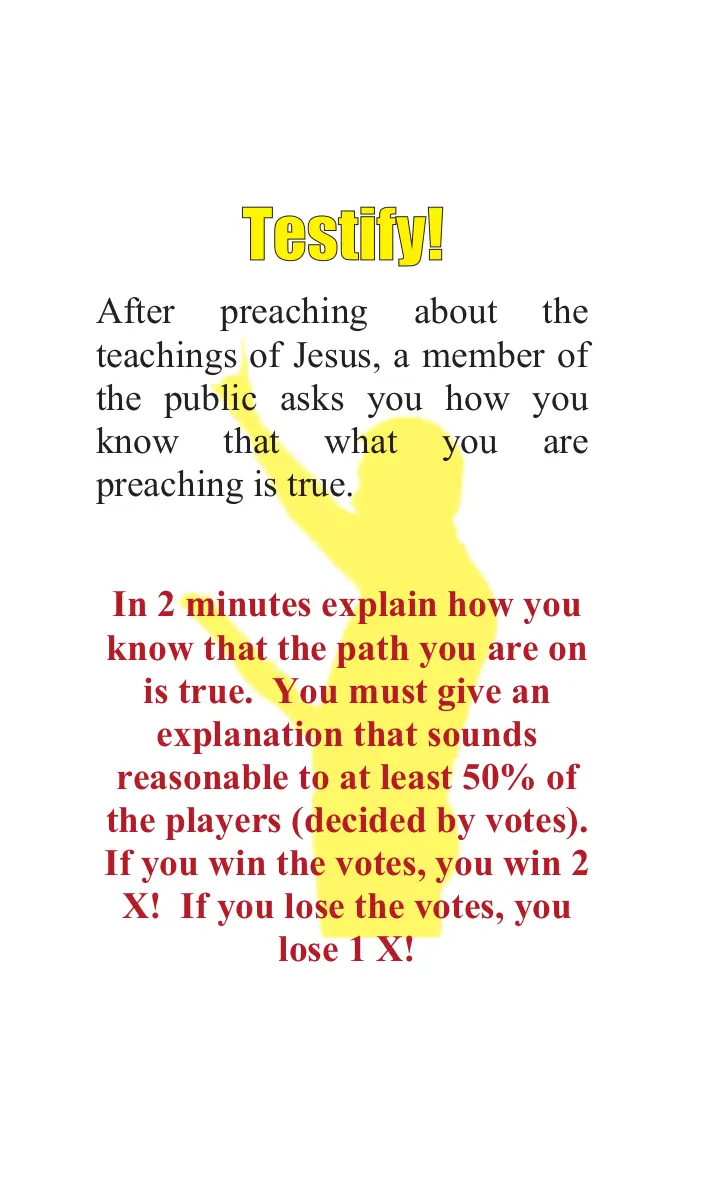 Testify!
After preaching about the
teachings of Jesus, a member of
the public asks you how you
know that what you are
preaching is true.
In 2 minutes explain how you
know that the path you are on
is true.  You must give an
explanation that sounds
reasonable to at least 50% of
the players (decided by votes).
If you win the votes, you win 2
X!  If you lose the votes, you
lose 1 X!